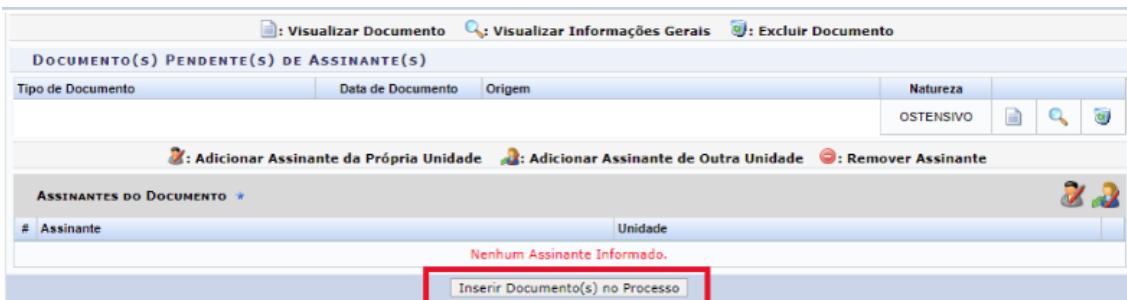 : Visualizar Documento : Visualizar Informações Gerais : Excluir Documento
DOCUMENTO(S) PENDENTE(S) DE ASSINANTE(S)
Tipo de Documento Data de Documento Origem Natureza
OSTENSIVO
: Adicionar Assinante da Própria Unidade : Adicionar Assinante de Outra Unidade : Remover Assinante
ASSINANTES DO DOCUMENTO *
# Assinante Unidade
Nenhum Assinante Informado.
Inserir Documento(s) no Processo